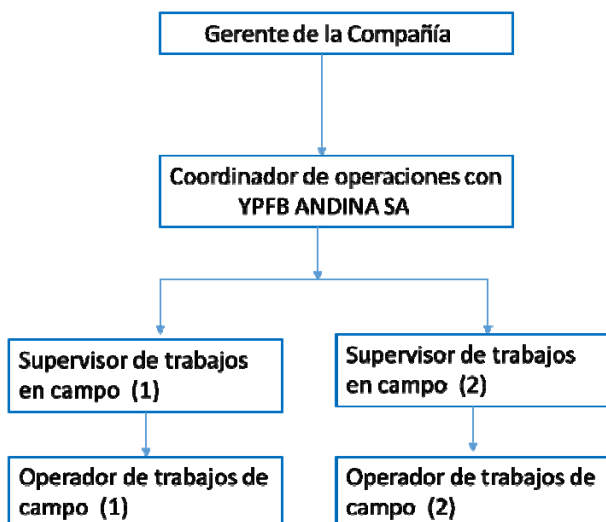 Gerente de la Compañía
Coordinador de operaciones con
YPFB ANDINA SA
Supervisor de trabajos
en campo (1)
Supervisor de trabajos
en campo (2)
Operador de trabajos de
campo (1)
Operador de trabajos de
campo (2)